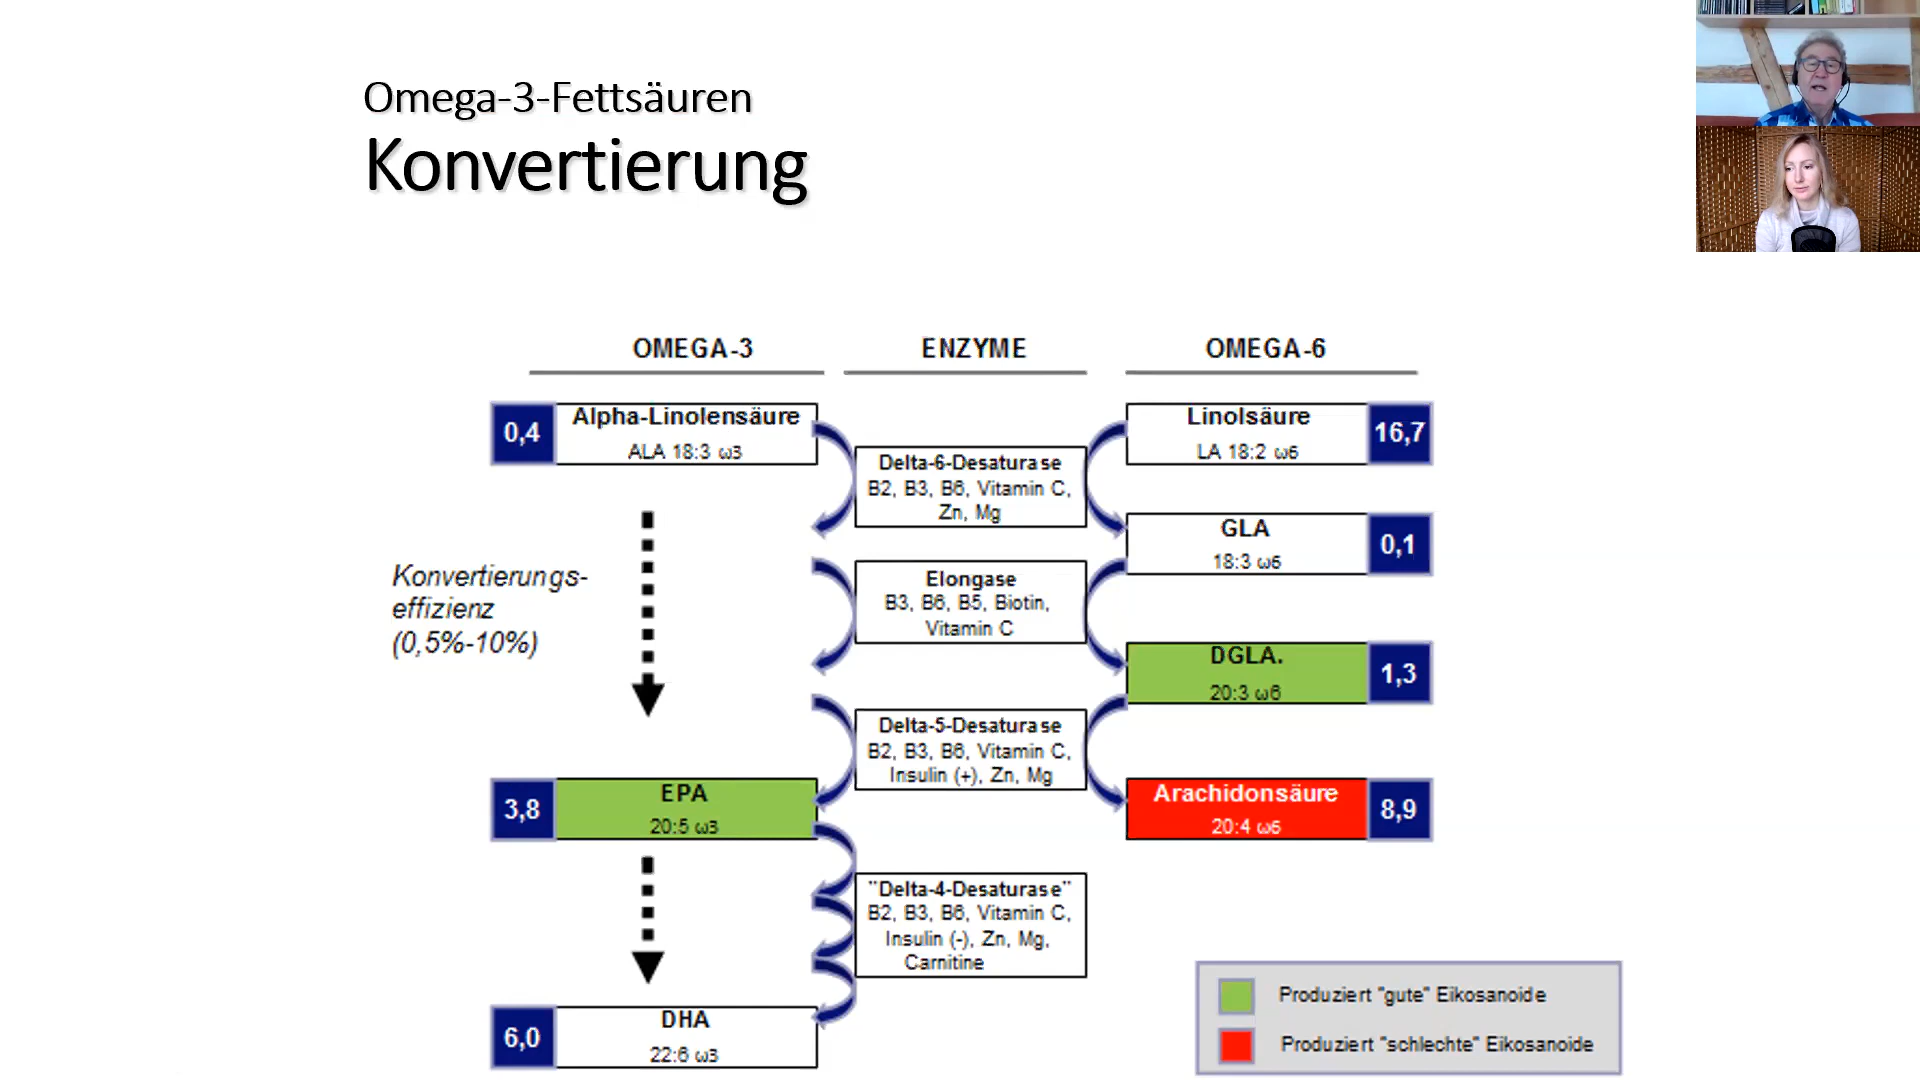 Omega-3-Fettsäuren
Konvertierung
OMEGA-3
ENZYME
OMEGA-6
0,4
Alpha-Linolensäure
ALA 18:3 ω3
Linolsäure
LA 18:2 ω6
16,7
Delta-6-Desaturase
B2, B3, B6, Vitamin C,
Zn, Mg
GLA
18:3 ω6
0,1
Konvertierungs-
effizienz
(0,5%-10%)
Elongase
B3, B6, B5, Biotin,
Vitamin C
DGLA.
20:3 ω6
1,3
Delta-5-Desaturase
B2, B3, B6, Vitamin C,
Insulin (+), Zn, Mg
3,8
EPA
20:5 ω3
Arachidonsäure
20:4 ω6
8,9
"Delta-4-Desaturase"
B2, B3, B6, Vitamin C,
Insulin (-), Zn, Mg,
Carnitine
6,0
DHA
22:6 ω3
Produziert "gute" Eikosanoide
Produziert "schlechte" Eikosanoide